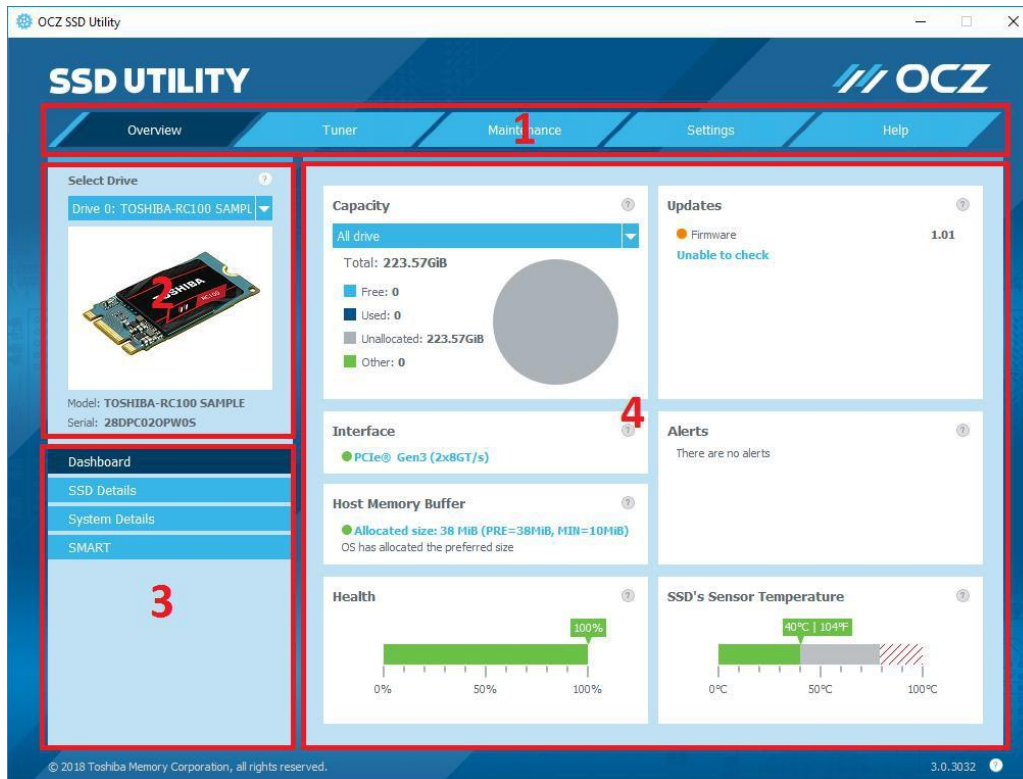 OCZ SSD Utility
SSD UTILITY
OCZ
Overview
Tuner
Maintenance
Settings
Help
1
Select Drive
Drive 0: TOSHIBA-RC100 SAMPL
TOSHIBA
RC100
2
Model: TOSHIBA-RC100 SAMPLE
Serial: 28DPC02OPW0S
Dashboard
SSD Details
System Details
SMART
3
Capacity
All drive
Total: 223.57GiB
Free: 0
Used: 0
Unallocated: 223.57GiB
Other: 0
Updates
Firmware 1.01
Unable to check
4
Interface
PCIe® Gen3 (2x8GT/s)
Alerts
There are no alerts
Host Memory Buffer
Allocated size: 38 MiB (PRE=38MiB, MIN=10MiB)
OS has allocated the preferred size
Health
100%
0% 50% 100%
SSD's Sensor Temperature
40°C | 104°F
0°C 50°C 100°C
© 2018 Toshiba Memory Corporation, all rights reserved.
3.0.3032